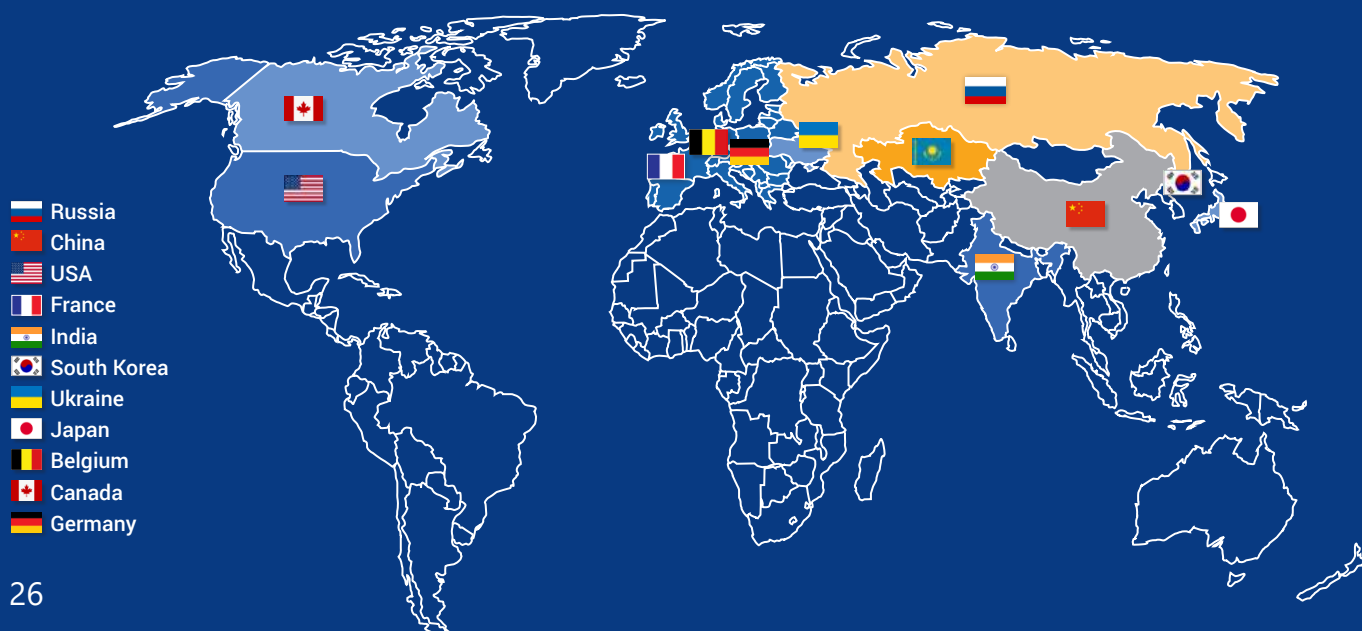 Russia
China
USA
France
India
South Korea
Ukraine
Japan
Belgium
Canada
Germany
26